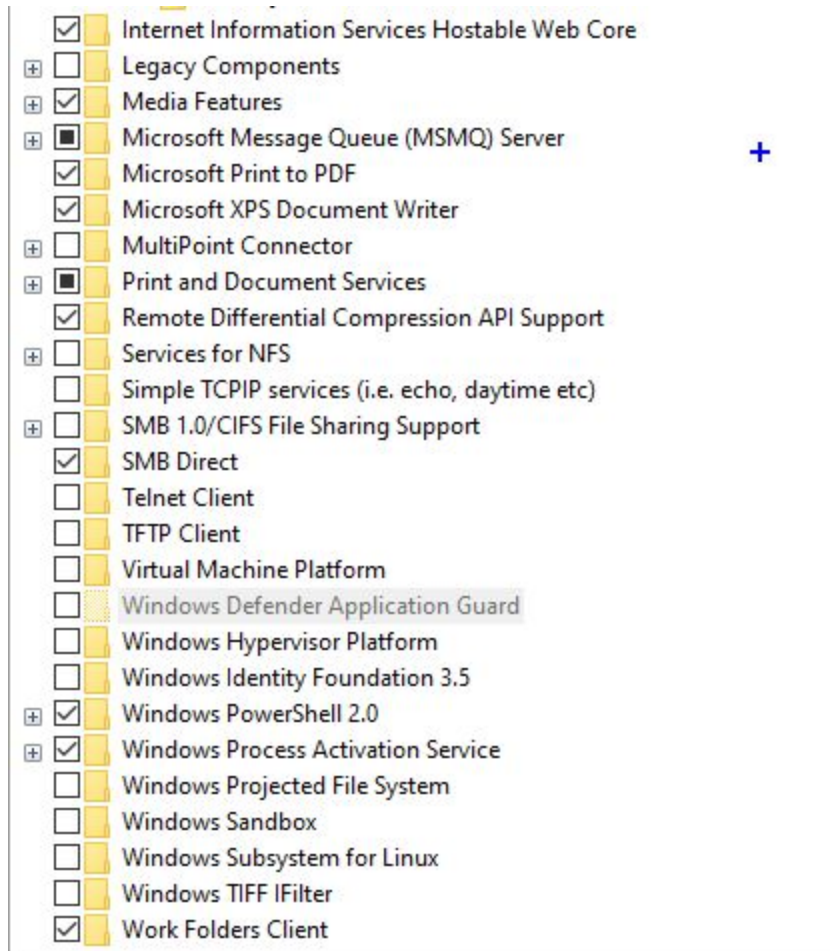 Internet Information Services Hostable Web Core
Legacy Components
Media Features
Microsoft Message Queue (MSMQ) Server
Microsoft Print to PDF
Microsoft XPS Document Writer
MultiPoint Connector
Print and Document Services
Remote Differential Compression API Support
Services for NFS
Simple TCPIP services (i.e. echo, daytime etc)
SMB 1.0/CIFS File Sharing Support
SMB Direct
Telnet Client
TFTP Client
Virtual Machine Platform
Windows Defender Application Guard
Windows Hypervisor Platform
Windows Identity Foundation 3.5
Windows PowerShell 2.0
Windows Process Activation Service
Windows Projected File System
Windows Sandbox
Windows Subsystem for Linux
Windows TIFF IFilter
Work Folders Client